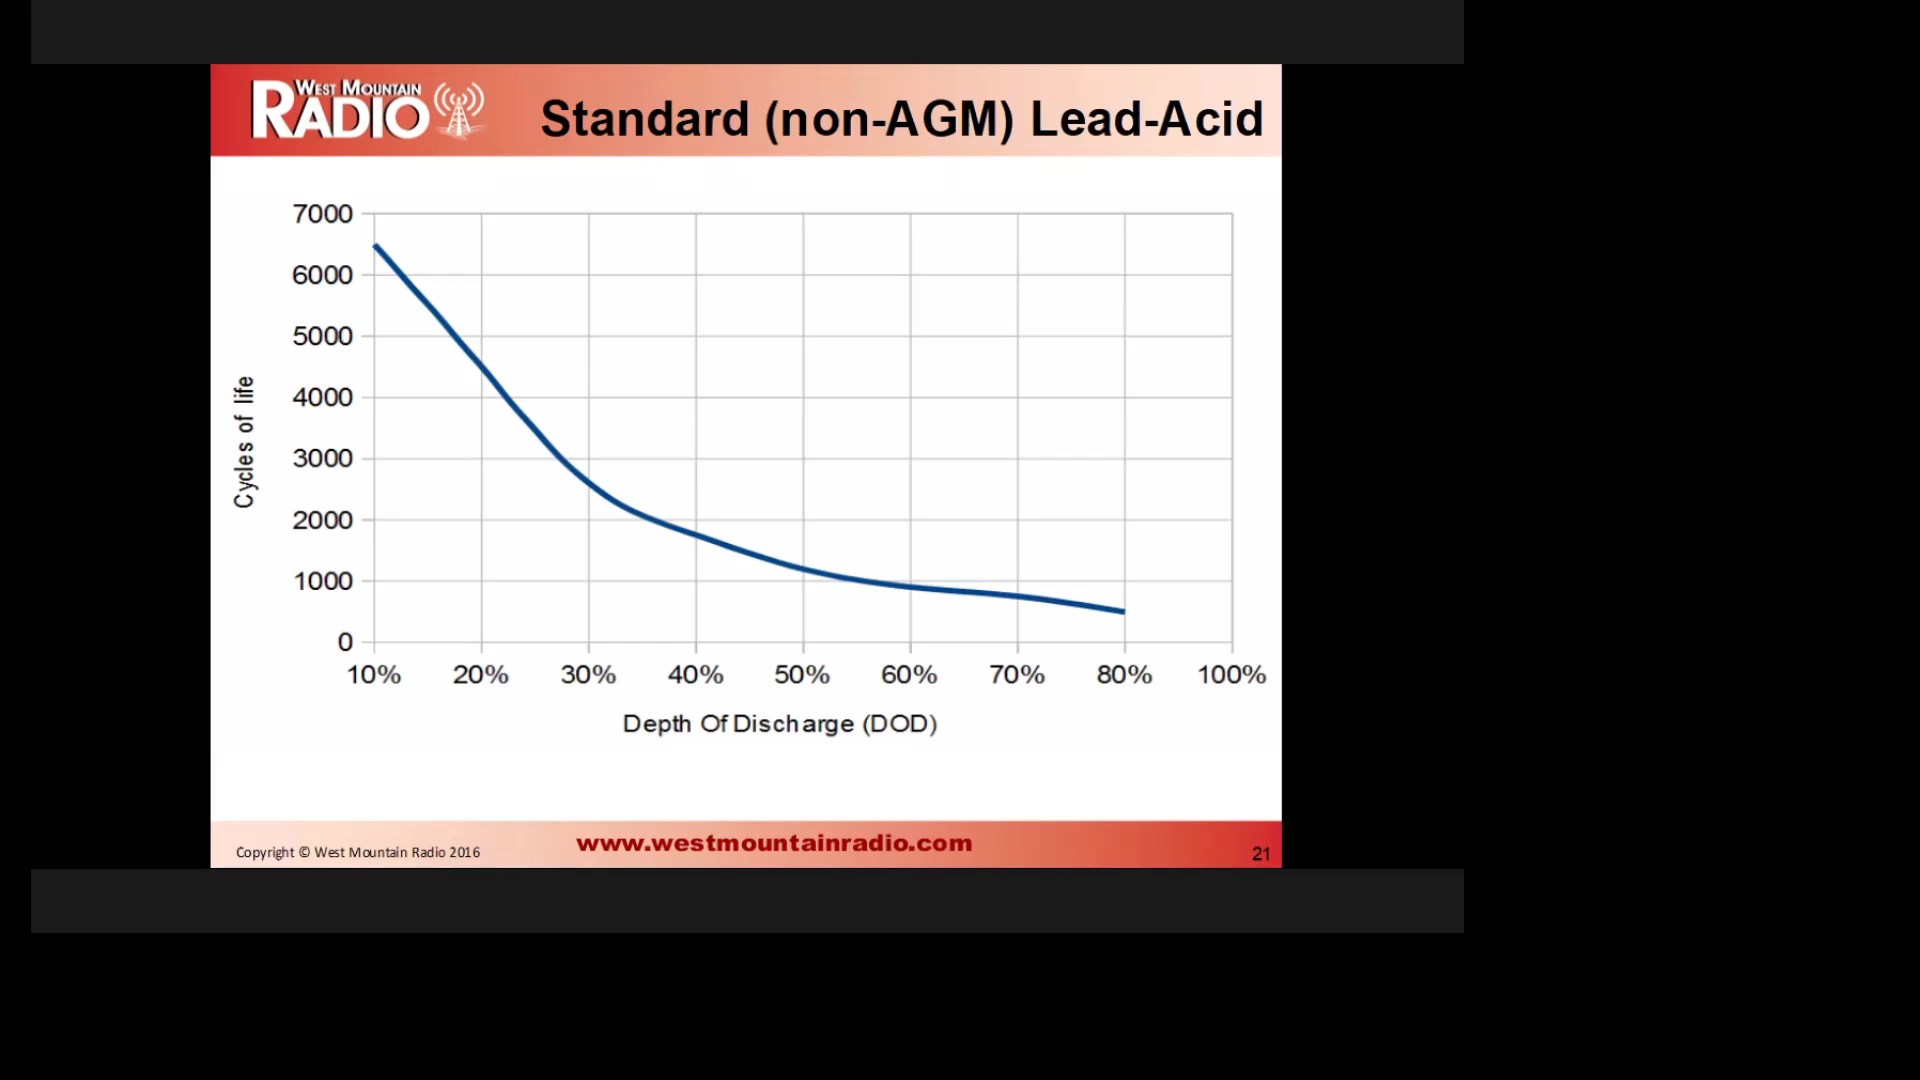 WEST MOUNTAIN
RADIO
Standard (non-AGM) Lead-Acid
7000
6000
5000
4000
3000
2000
1000
0
Cycles of life
10% 20% 30% 40% 50% 60% 70% 80% 100%
Depth Of Discharge (DOD)
Copyright © West Mountain Radio 2016
www.westmountainradio.com
21